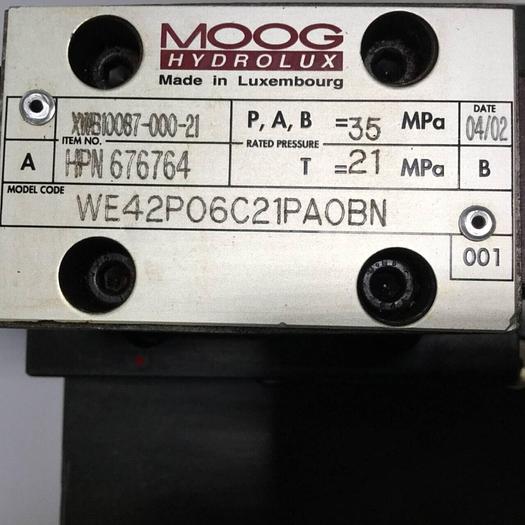 MOOG
HYDROLUX
Made in Luxembourg
XWB10087-000-21
ITEM NO.
A HPN 676764
P, A, B =35 MPa
RATED PRESSURE
T =21 MPa
DATE
04/02
B
MODEL CODE
WE42P06C21PA0BN
001